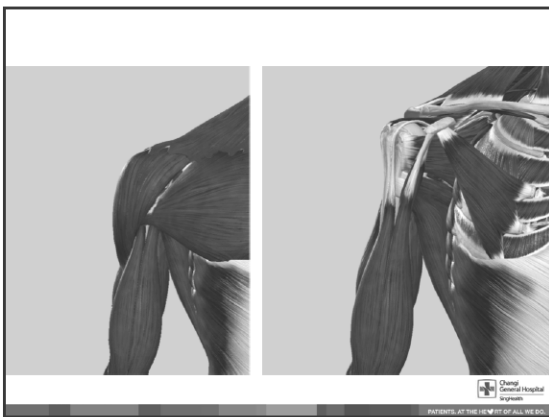 Changi
General Hospital
SingHealth
PATIENTS. AT THE HE♥RT OF ALL WE DO.